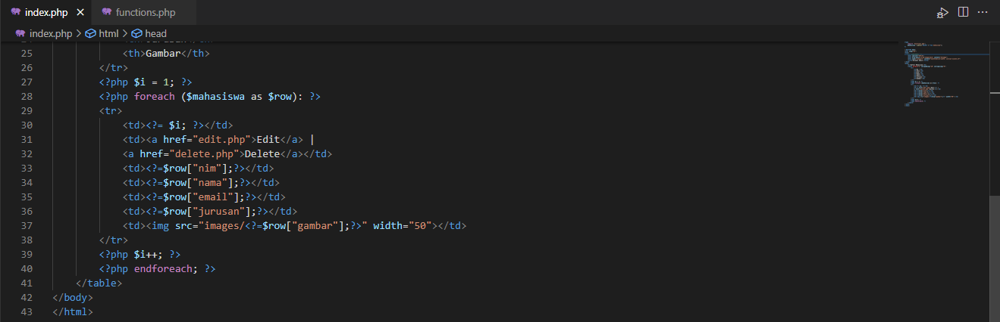 index.php
functions.php
index.php > html > head
25 <th>Gambar</th>
26 </tr>
27 <?php $i = 1; ?>
28 <?php foreach ($mahasiswa as $row): ?>
29 <tr>
30 <td><?= $i; ?></td>
31 <td><a href="edit.php">Edit</a> |
32 <a href="delete.php">Delete</a></td>
33 <td><?=$row["nim"];?></td>
34 <td><?=$row["nama"];?></td>
35 <td><?=$row["email"];?></td>
36 <td><?=$row["jurusan"];?></td>
37 <td><img src="images/<?=$row["gambar"];?>" width="50"></td>
38 </tr>
39 <?php $i++; ?>
40 <?php endforeach; ?>
41 </table>
42 </body>
43 </html>